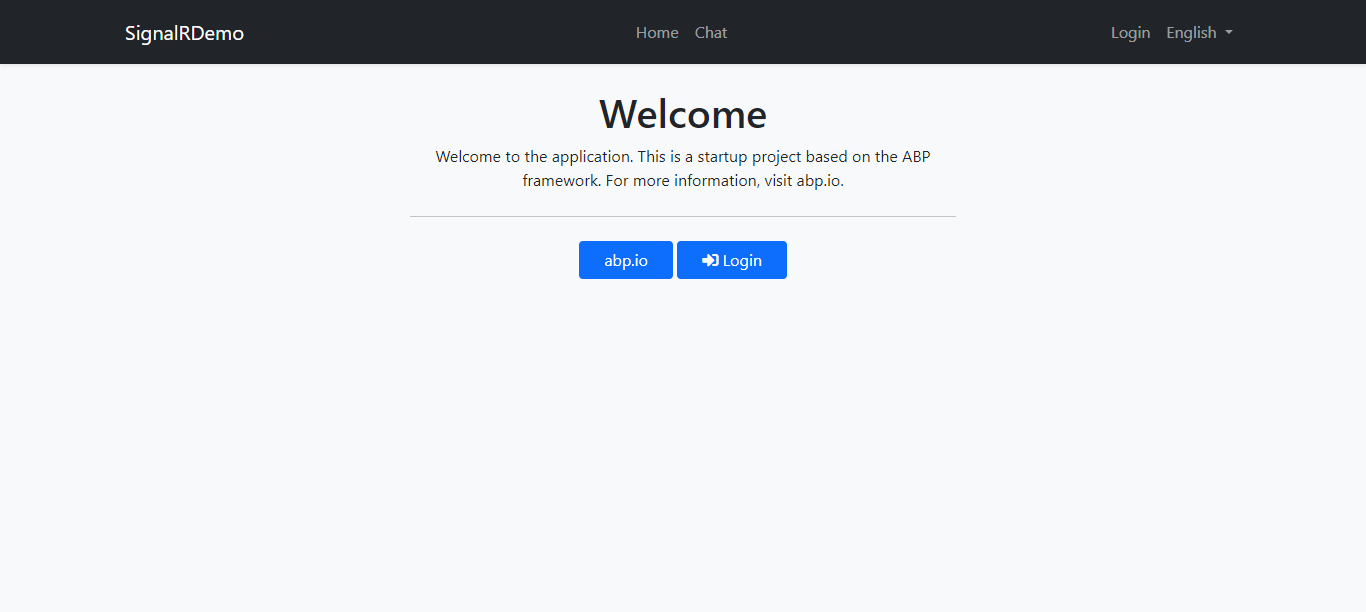 SignalRDemo
Home
Chat
Login
English
Welcome
Welcome to the application. This is a startup project based on the ABP
framework. For more information, visit abp.io.
abp.io
Login